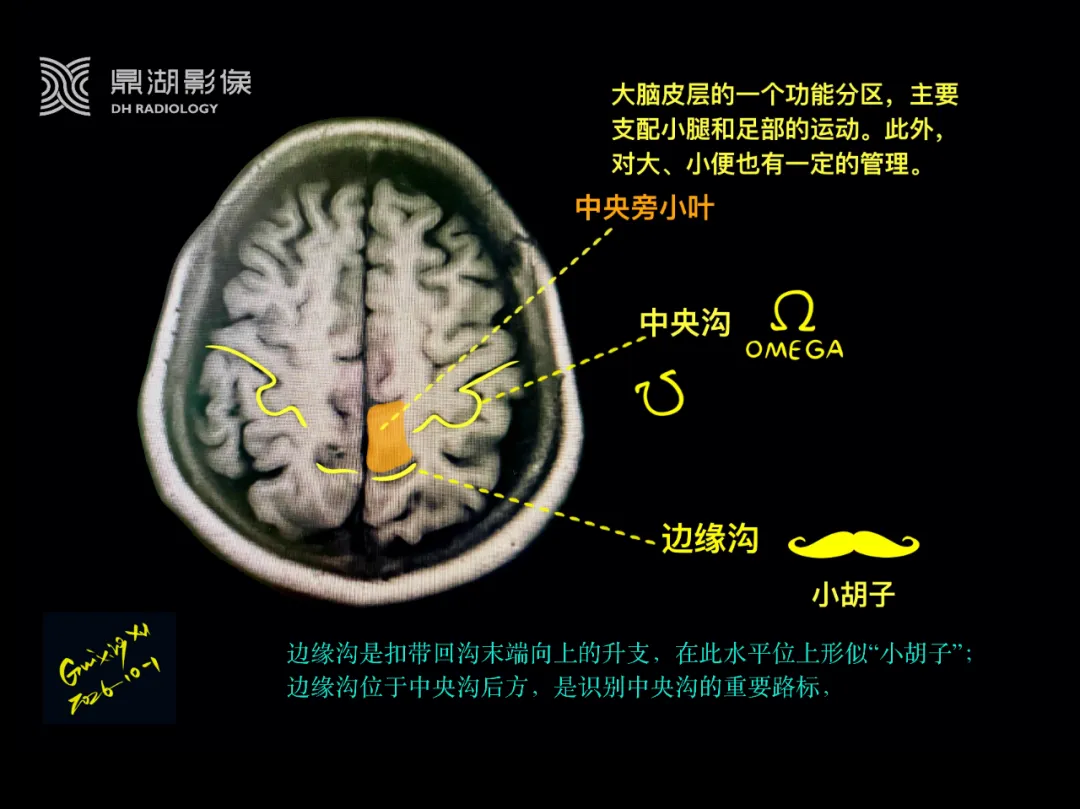 鼎湖影像
DH RADIOLOGY
大脑皮层的一个功能分区，主要
支配小腿和足部的运动。此外，
对大、小便也有一定的管理。
中央旁小叶
中央沟
Ω
OMEGA
边缘沟
小胡子
Guixing XU
2026-10-1
边缘沟是扣带回沟末端向上的升支，在此水平位上形似“小胡子”；
边缘沟位于中央沟后方，是识别中央沟的重要路标，